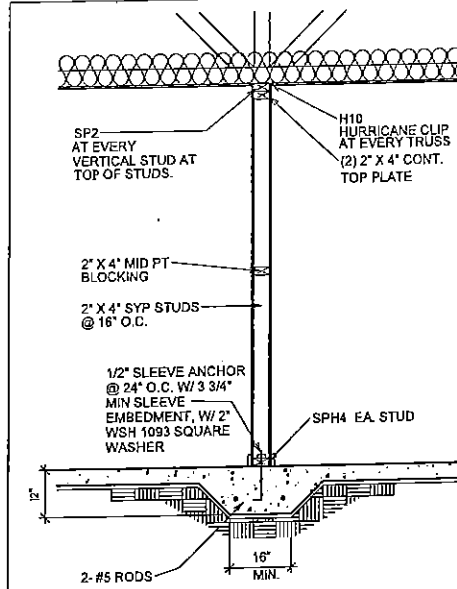 SP2
AT EVERY
VERTICAL STUD AT
TOP OF STUDS.
H10
HURRICANE CLIP
AT EVERY TRUSS
(2) 2" X 4" CONT.
TOP PLATE
2" X 4" MID PT
BLOCKING
2" X 4" SYP STUDS
@ 16" O.C.
1/2" SLEEVE ANCHOR
@ 24" O.C. W/ 3 3/4"
MIN SLEEVE
EMBEDMENT, W/ 2"
WSH 1093 SQUARE
WASHER
SPH4 EA. STUD
12"
2- #5 RODS
16"
MIN.